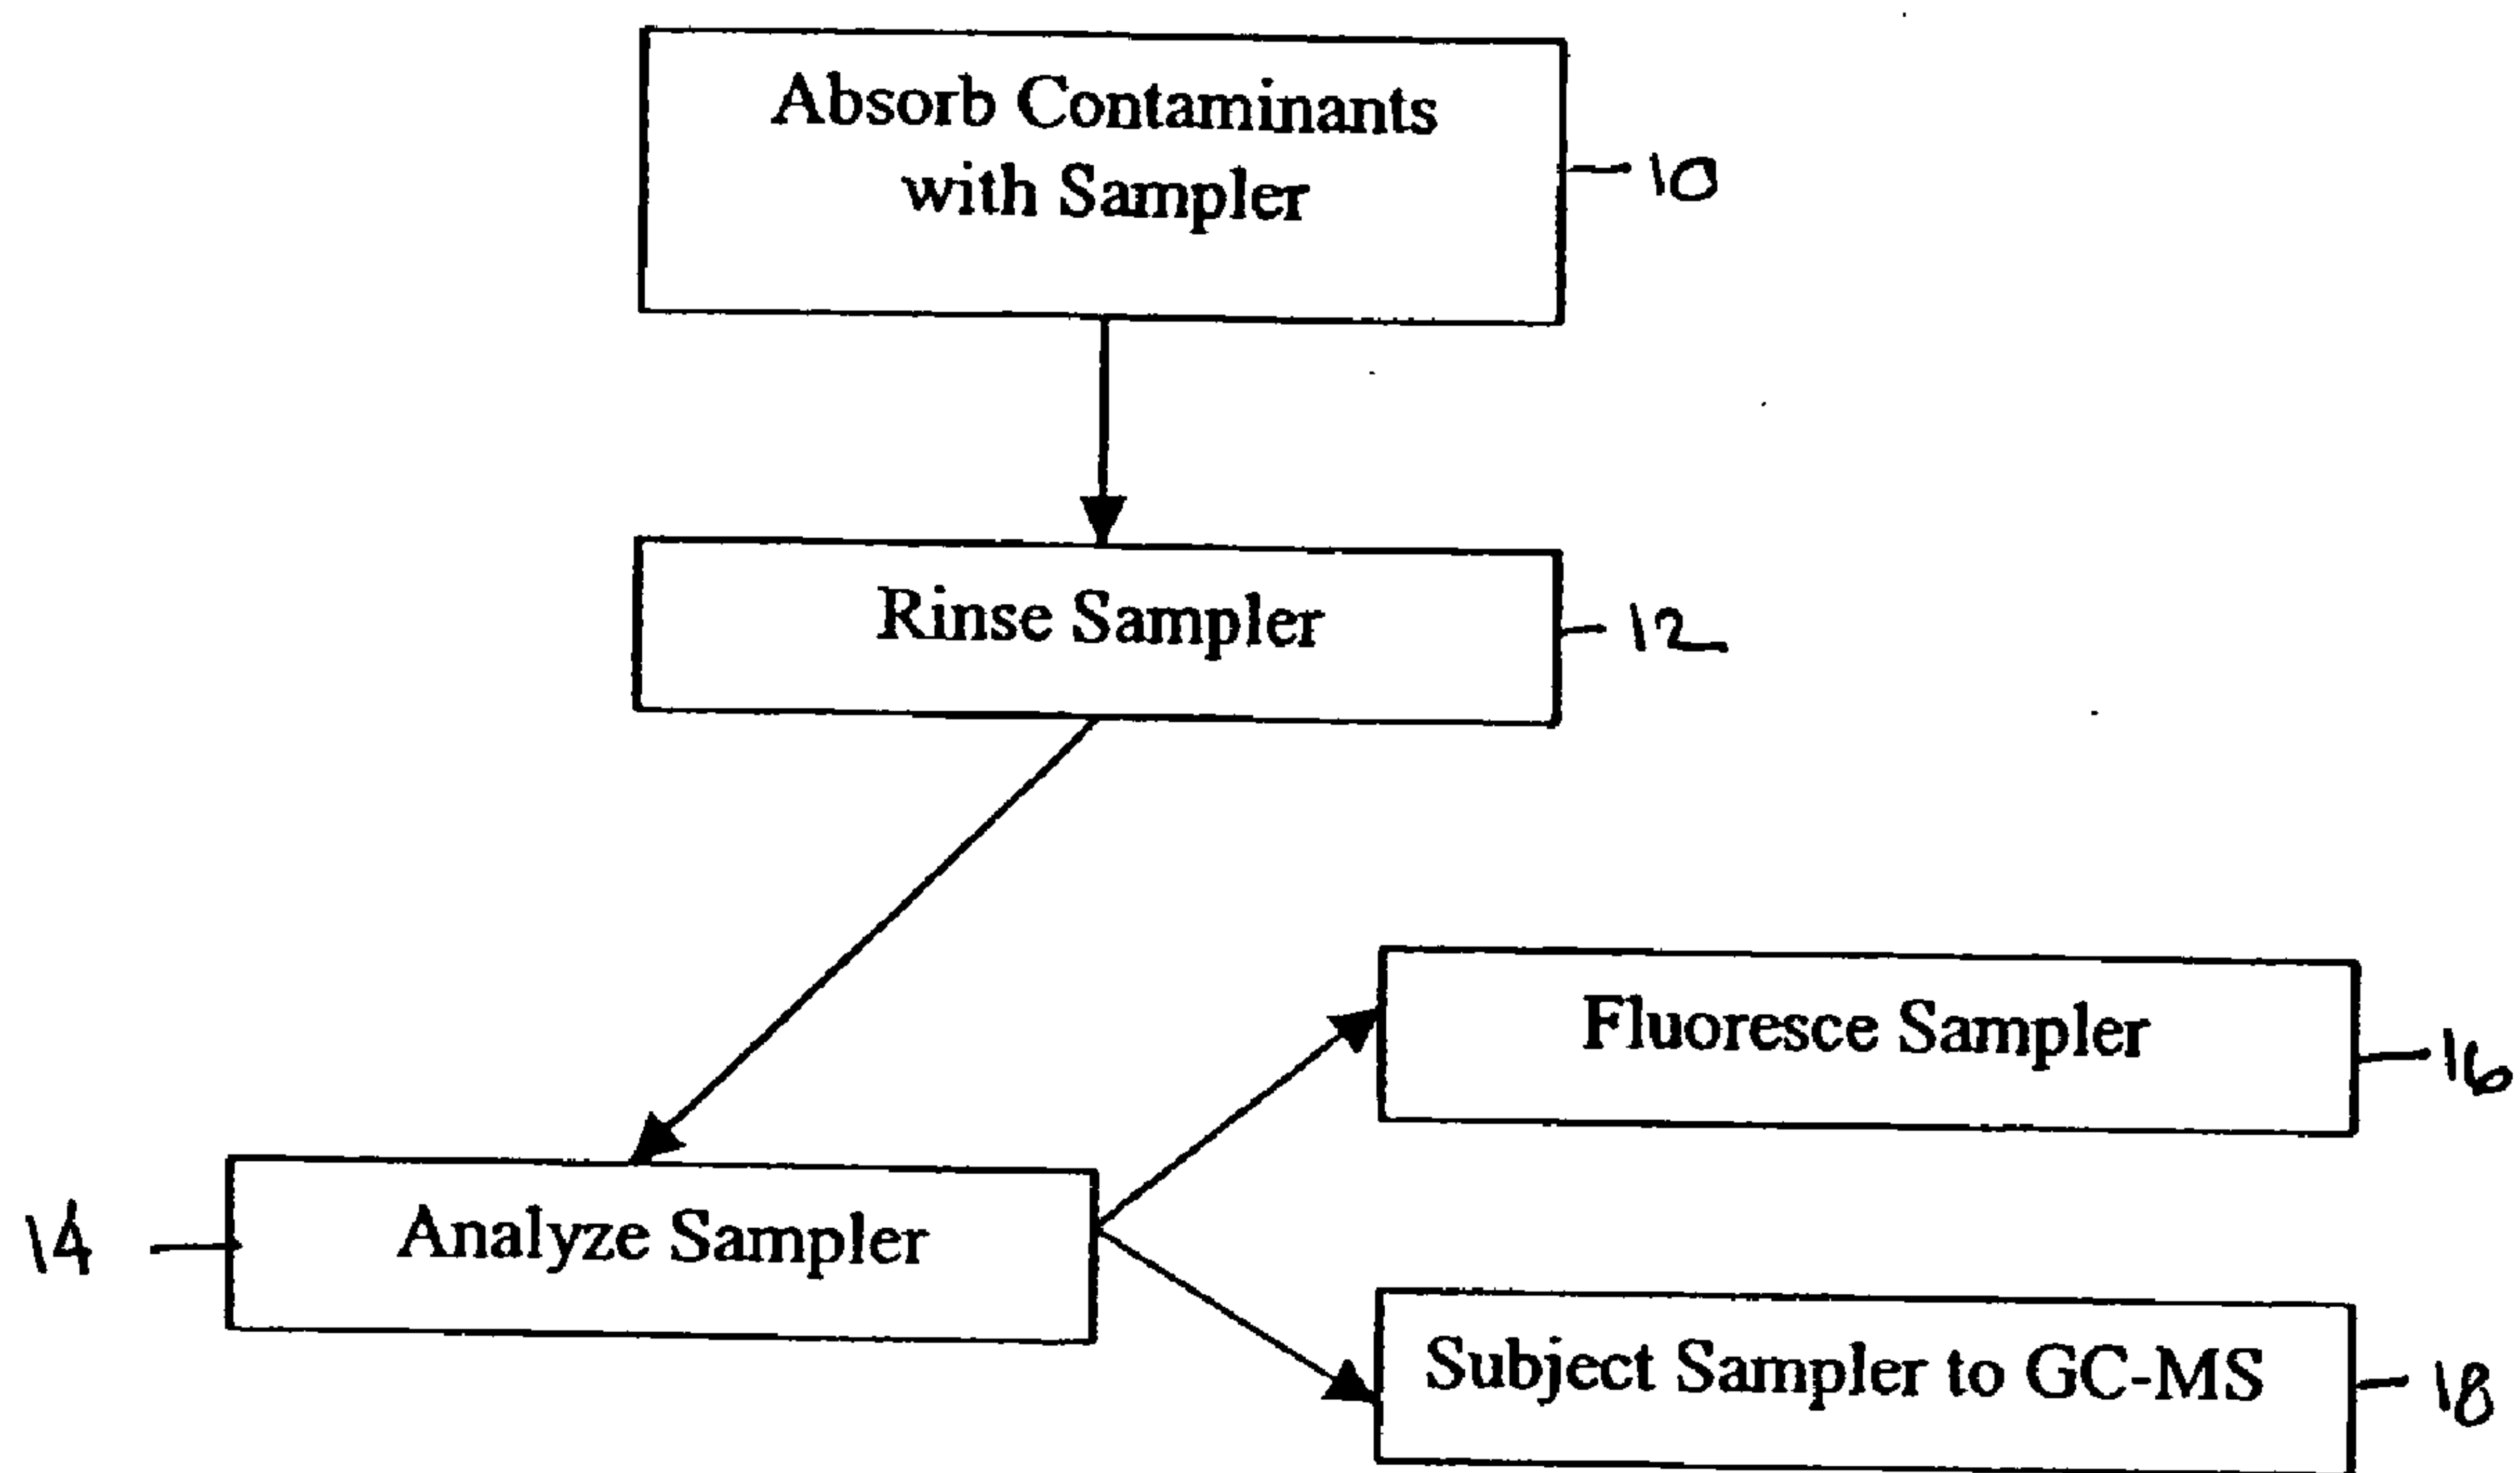 Absorb Contaminants
with Sampler
10
Rinse Sampler
12
Fluoresce Sampler
16
14
Analyze Sampler
Subject Sampler to GC-MS
18